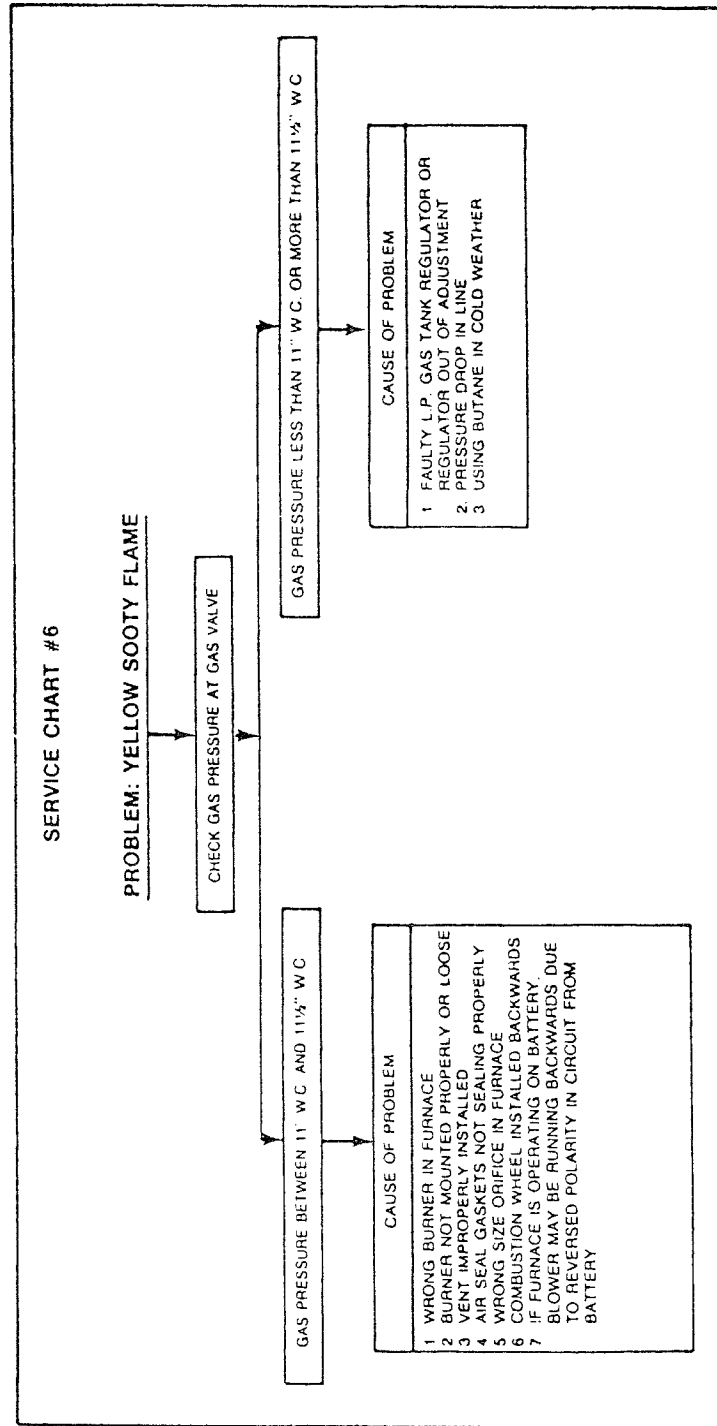 SERVICE CHART #6
PROBLEM: YELLOW SOOTY FLAME
CHECK GAS PRESSURE AT GAS VALVE
GAS PRESSURE BETWEEN 11' W C AND 11½" W C
CAUSE OF PROBLEM
1 WRONG BURNER IN FURNACE
2 BURNER NOT MOUNTED PROPERLY OR LOOSE
3 VENT IMPROPERLY INSTALLED
4 AIR SEAL GASKETS NOT SEALING PROPERLY
5 WRONG SIZE ORIFICE IN FURNACE
6 COMBUSTION WHEEL INSTALLED BACKWARDS
7 IF FURNACE IS OPERATING ON BATTERY.
BLOWER MAY BE RUNNING BACKWARDS DUE
TO REVERSED POLARITY IN CIRCUIT FROM
BATTERY
GAS PRESSURE LESS THAN 11" W C. OR MORE THAN 11½" W C
CAUSE OF PROBLEM
1 FAULTY L.P. GAS TANK REGULATOR OR
REGULATOR OUT OF ADJUSTMENT
2. PRESSURE DROP IN LINE
3 USING BUTANE IN COLD WEATHER